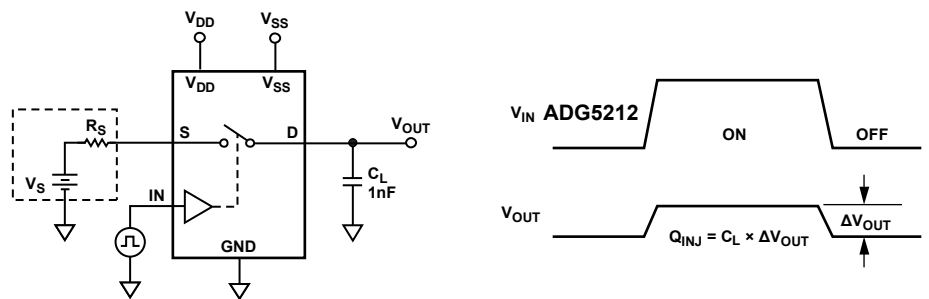 VDD
VSS
VDD
VSS
RS
S
D
VOUT
VS
IN
CL
1nF
GND
VIN ADG5212
ON
OFF
VOUT
QINJ = CL × ΔVOUT
ΔVOUT